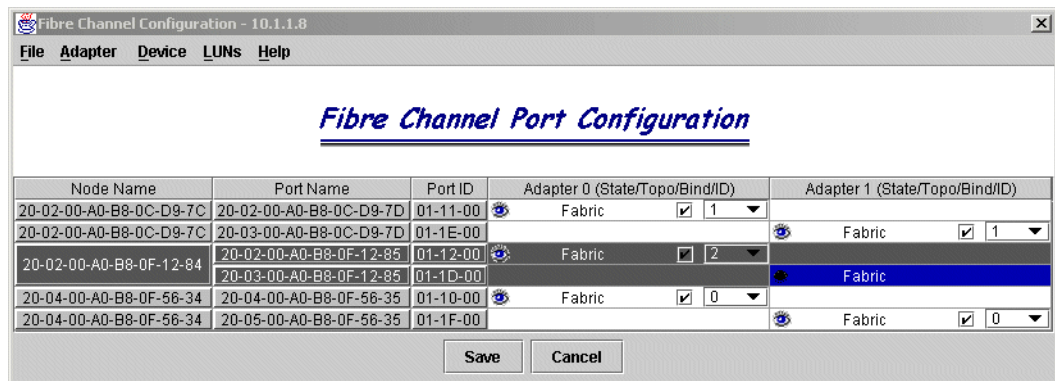 Fibre Channel Configuration - 10.1.1.8
File Adapter Device LUNs Help
Fibre Channel Port Configuration
Node Name Port Name Port ID Adapter 0 (State/Topo/Bind/ID) Adapter 1 (State/Topo/Bind/ID)
20-02-00-A0-B8-0C-D9-7C 20-02-00-A0-B8-0C-D9-7D 01-11-00 Fabric 1
20-02-00-A0-B8-0C-D9-7C 20-03-00-A0-B8-0C-D9-7D 01-1E-00 Fabric 1
20-02-00-A0-B8-0F-12-84 20-02-00-A0-B8-0F-12-85 01-12-00 Fabric 2
20-03-00-A0-B8-0F-12-85 01-1D-00 Fabric
20-04-00-A0-B8-0F-56-34 20-04-00-A0-B8-0F-56-35 01-10-00 Fabric 0
20-04-00-A0-B8-0F-56-34 20-05-00-A0-B8-0F-56-35 01-1F-00 Fabric 0
Save Cancel